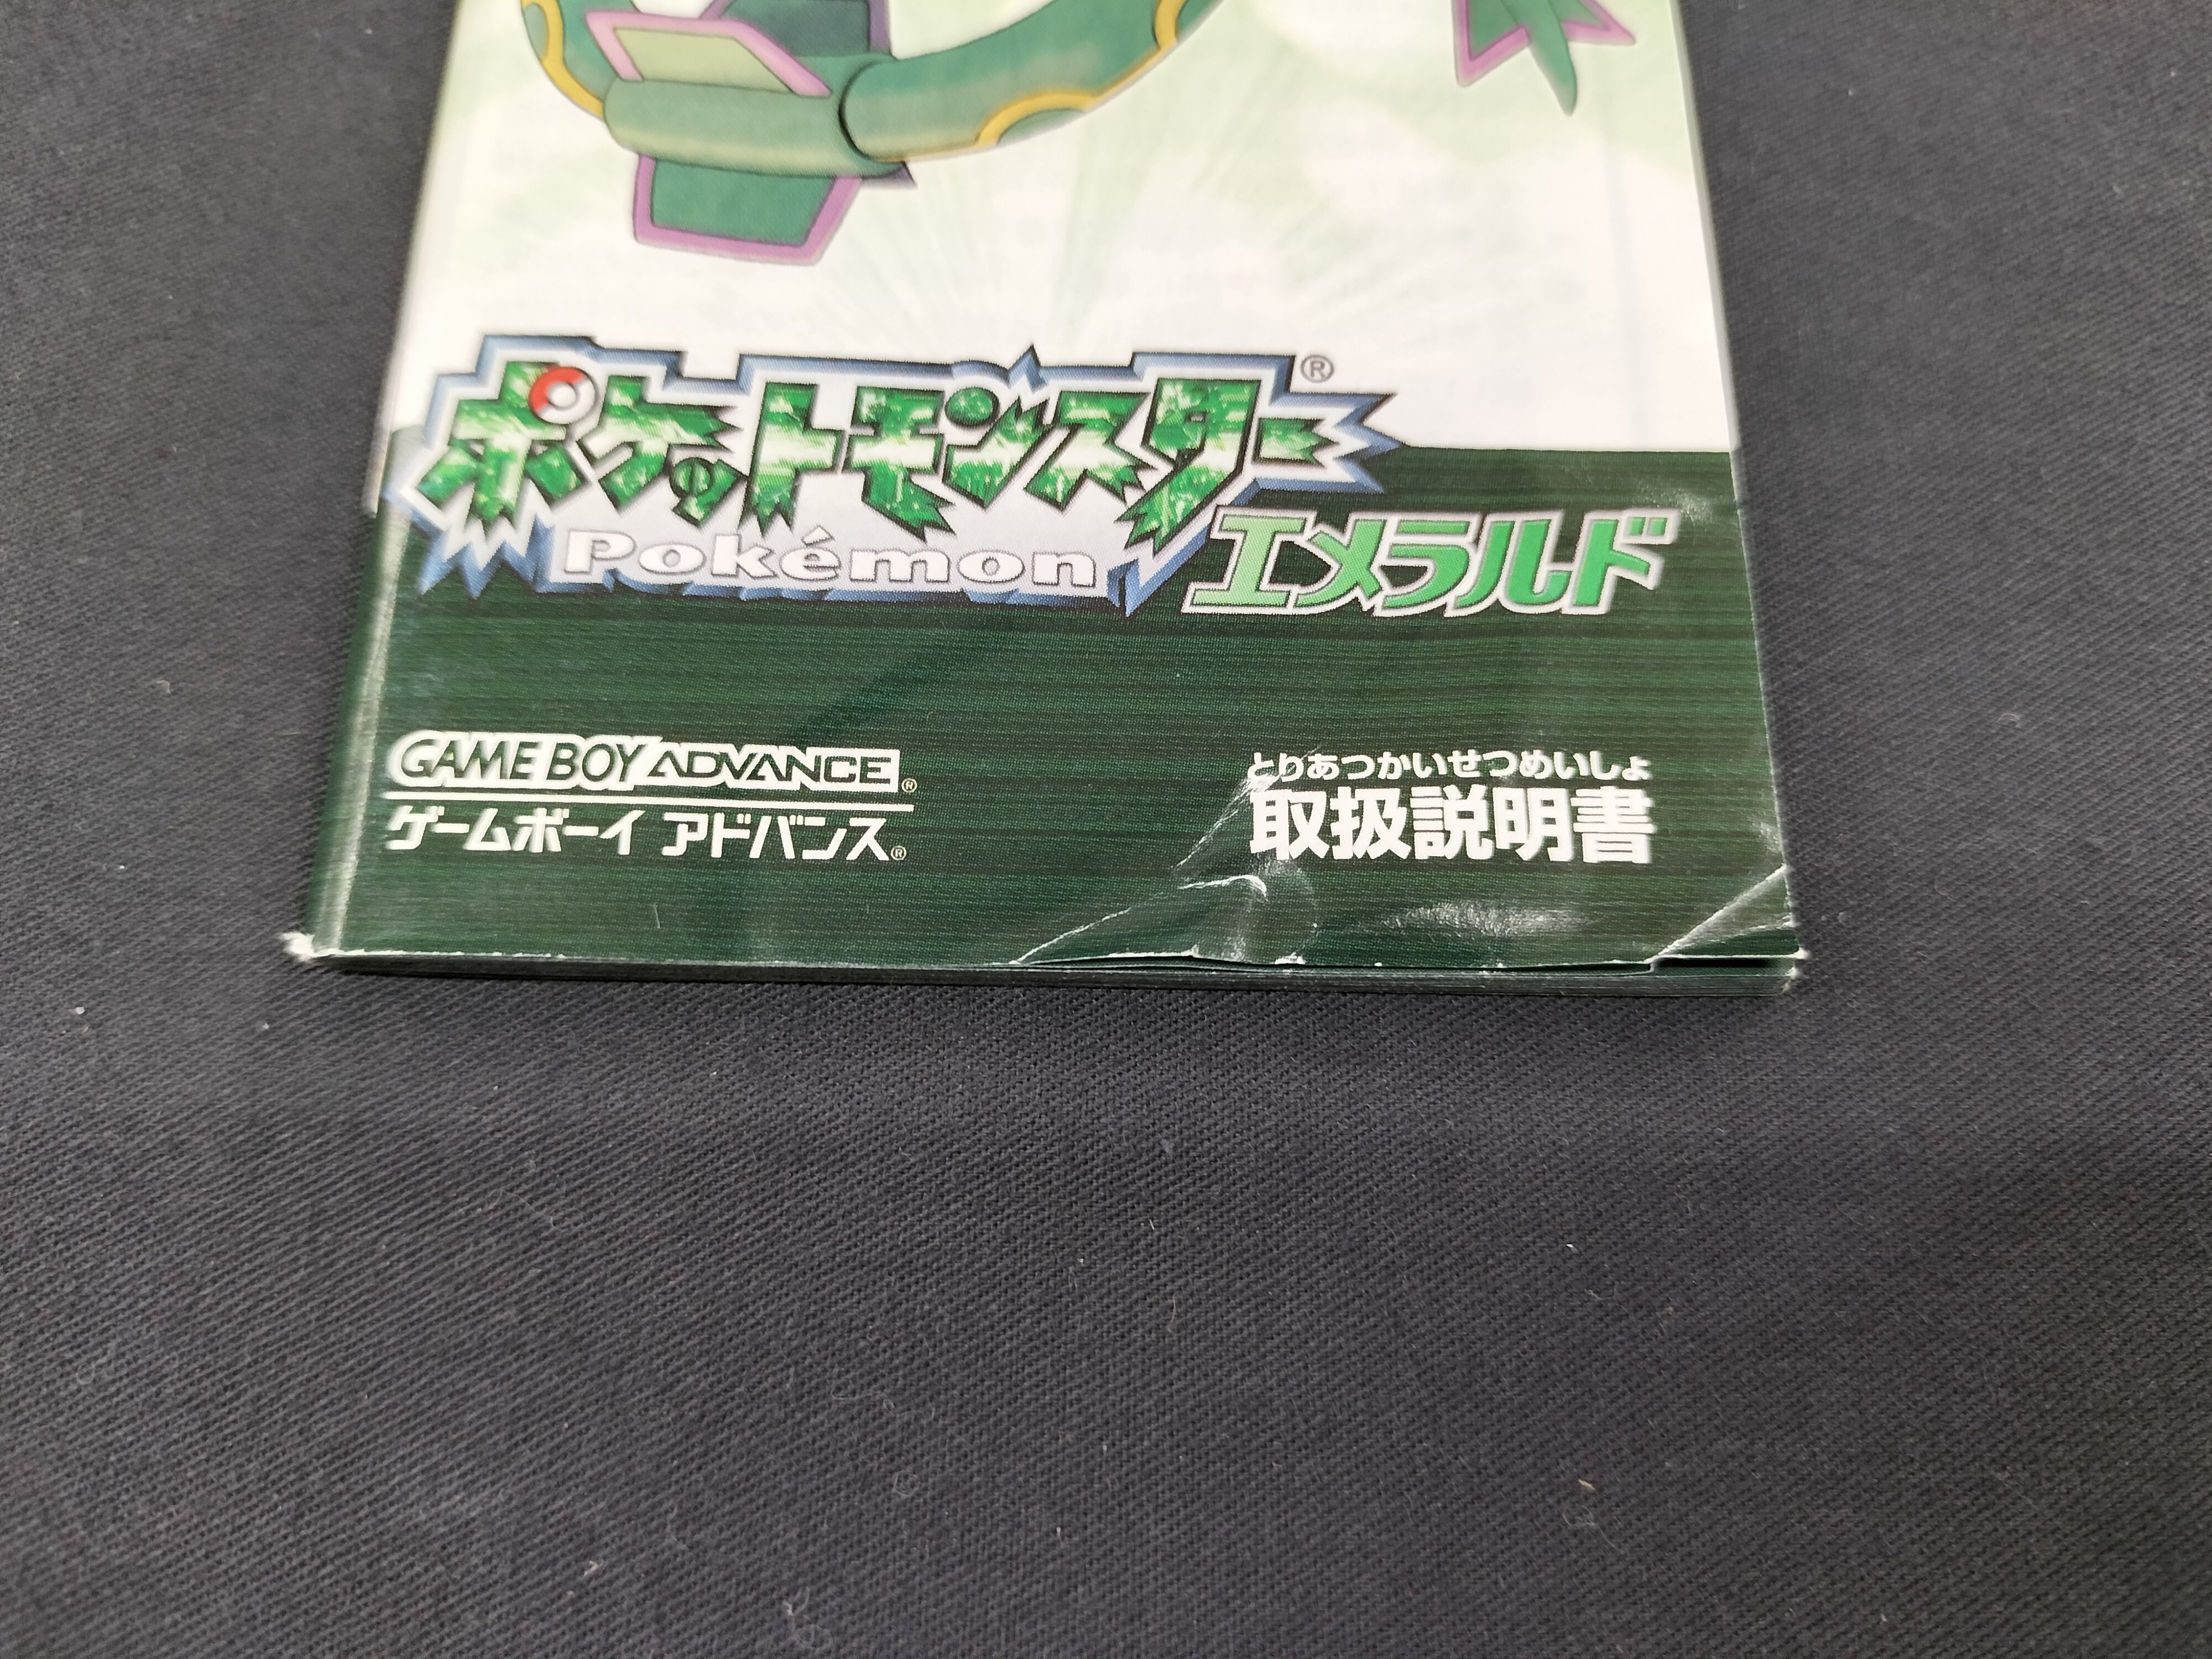 ポケットモンスター®
Pokémon
エメラルド
GAME BOY ADVANCE®
ゲームボーイ アドバンス®
とりあつかいせつめいしょ
取扱説明書